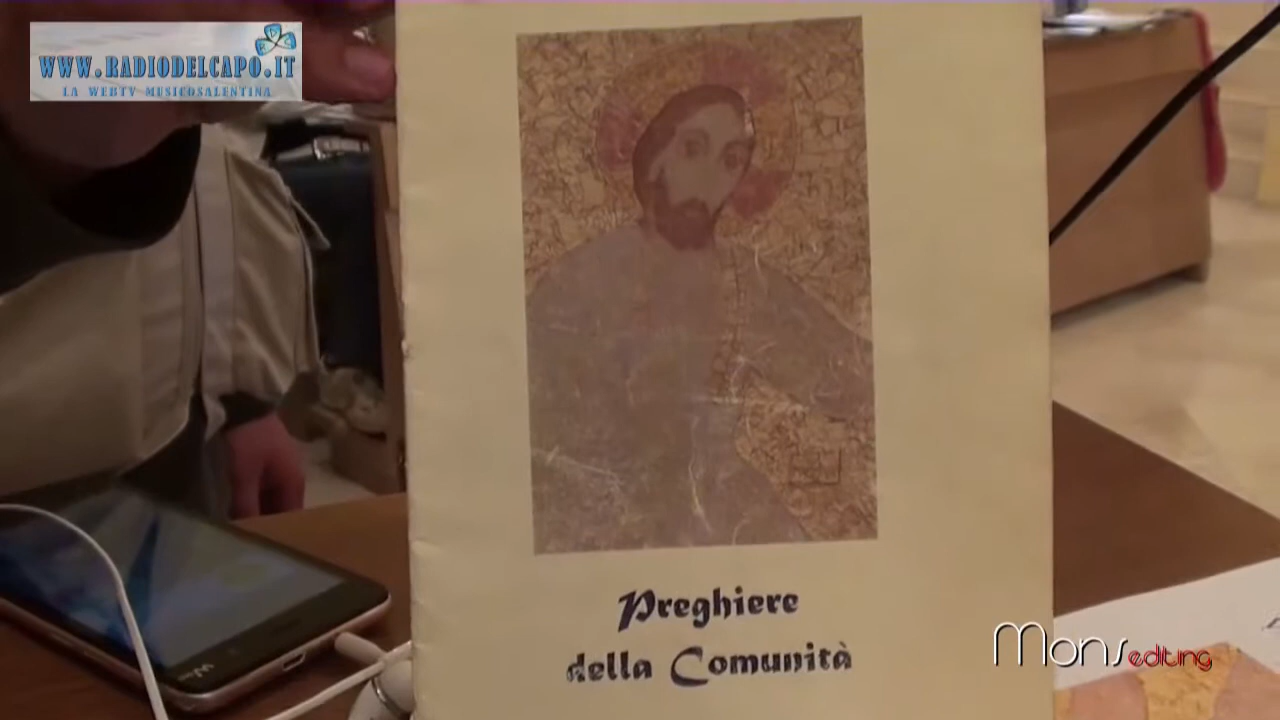 WWW.RADIODELCAPO.IT
LA WEBTV MUSICOSALENTINA
Preghiere
della Comunità
Mons editing